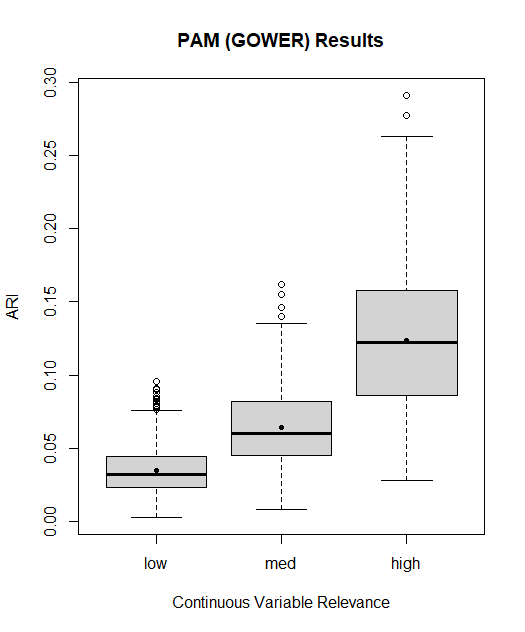 PAM (GOWER) Results
0.30
0.25
0.20
0.15
0.10
0.05
0.00
ARI
low med high
Continuous Variable Relevance